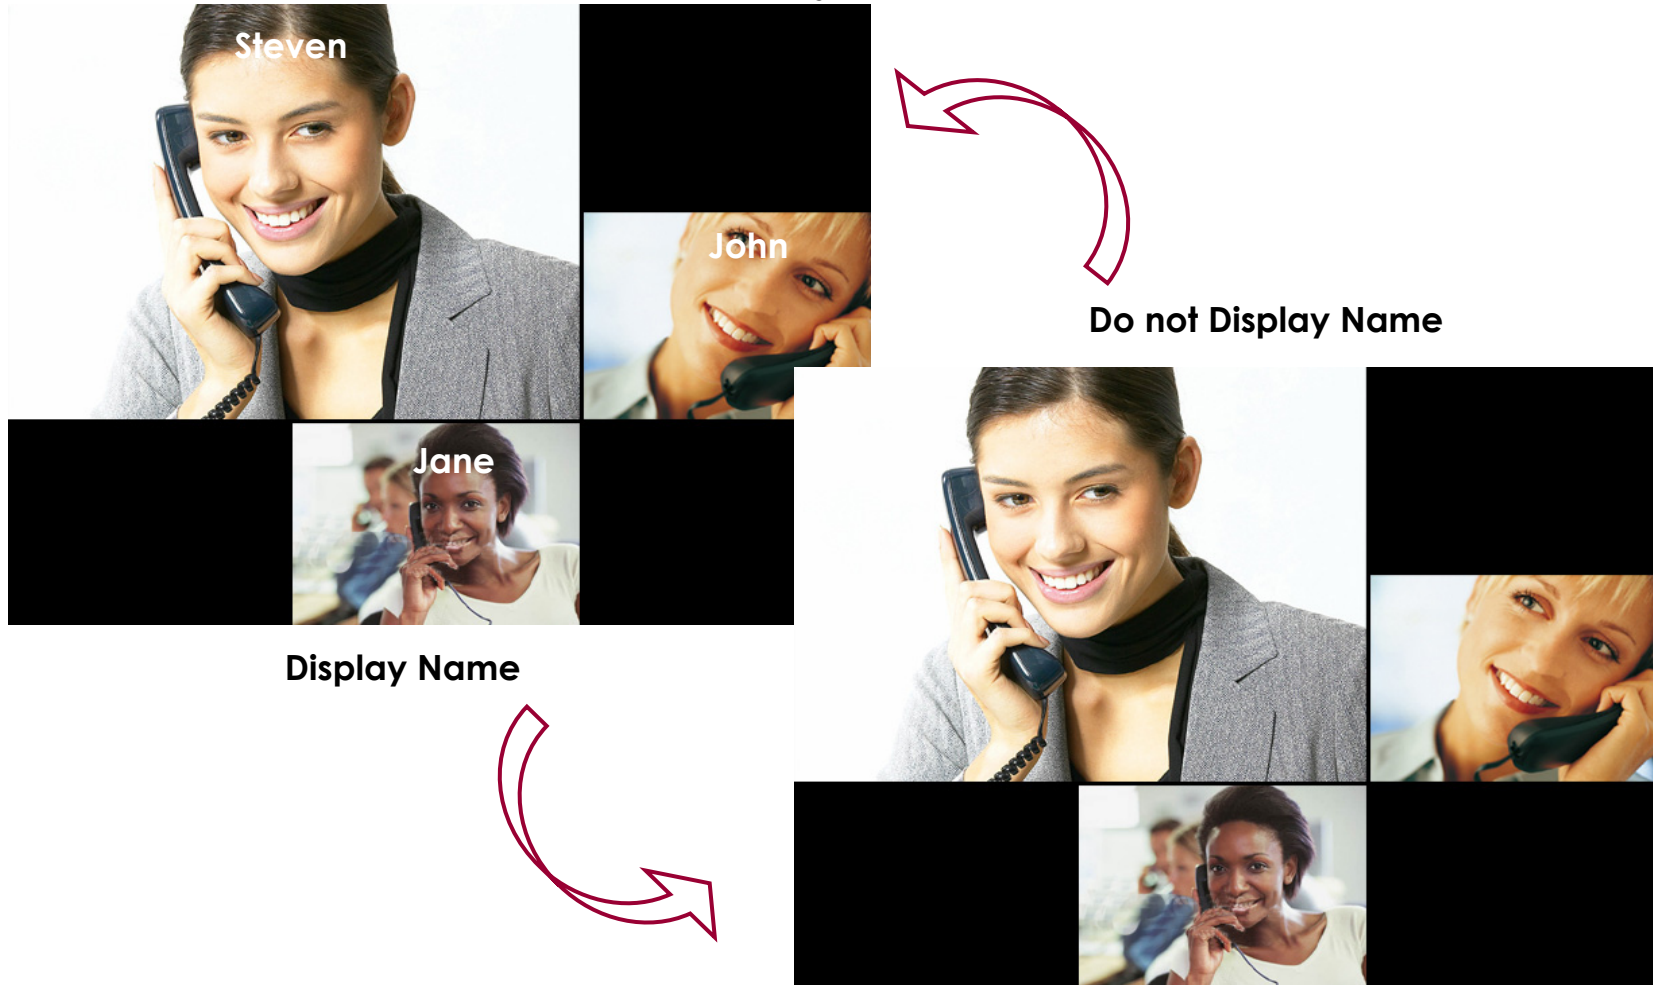 Steven
John
Do not Display Name
Jane
Display Name